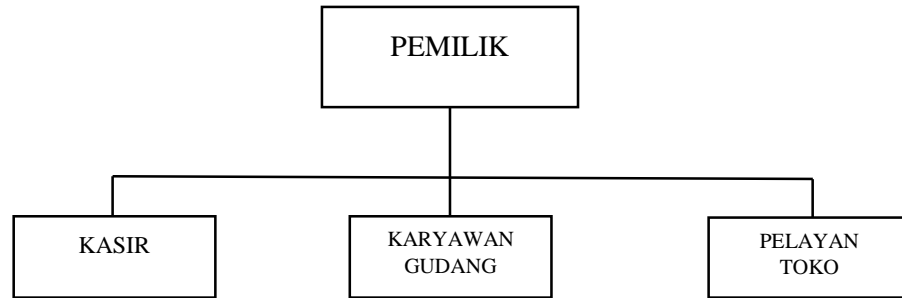 PEMILIK
KASIR
KARYAWAN
GUDANG
PELAYAN
TOKO